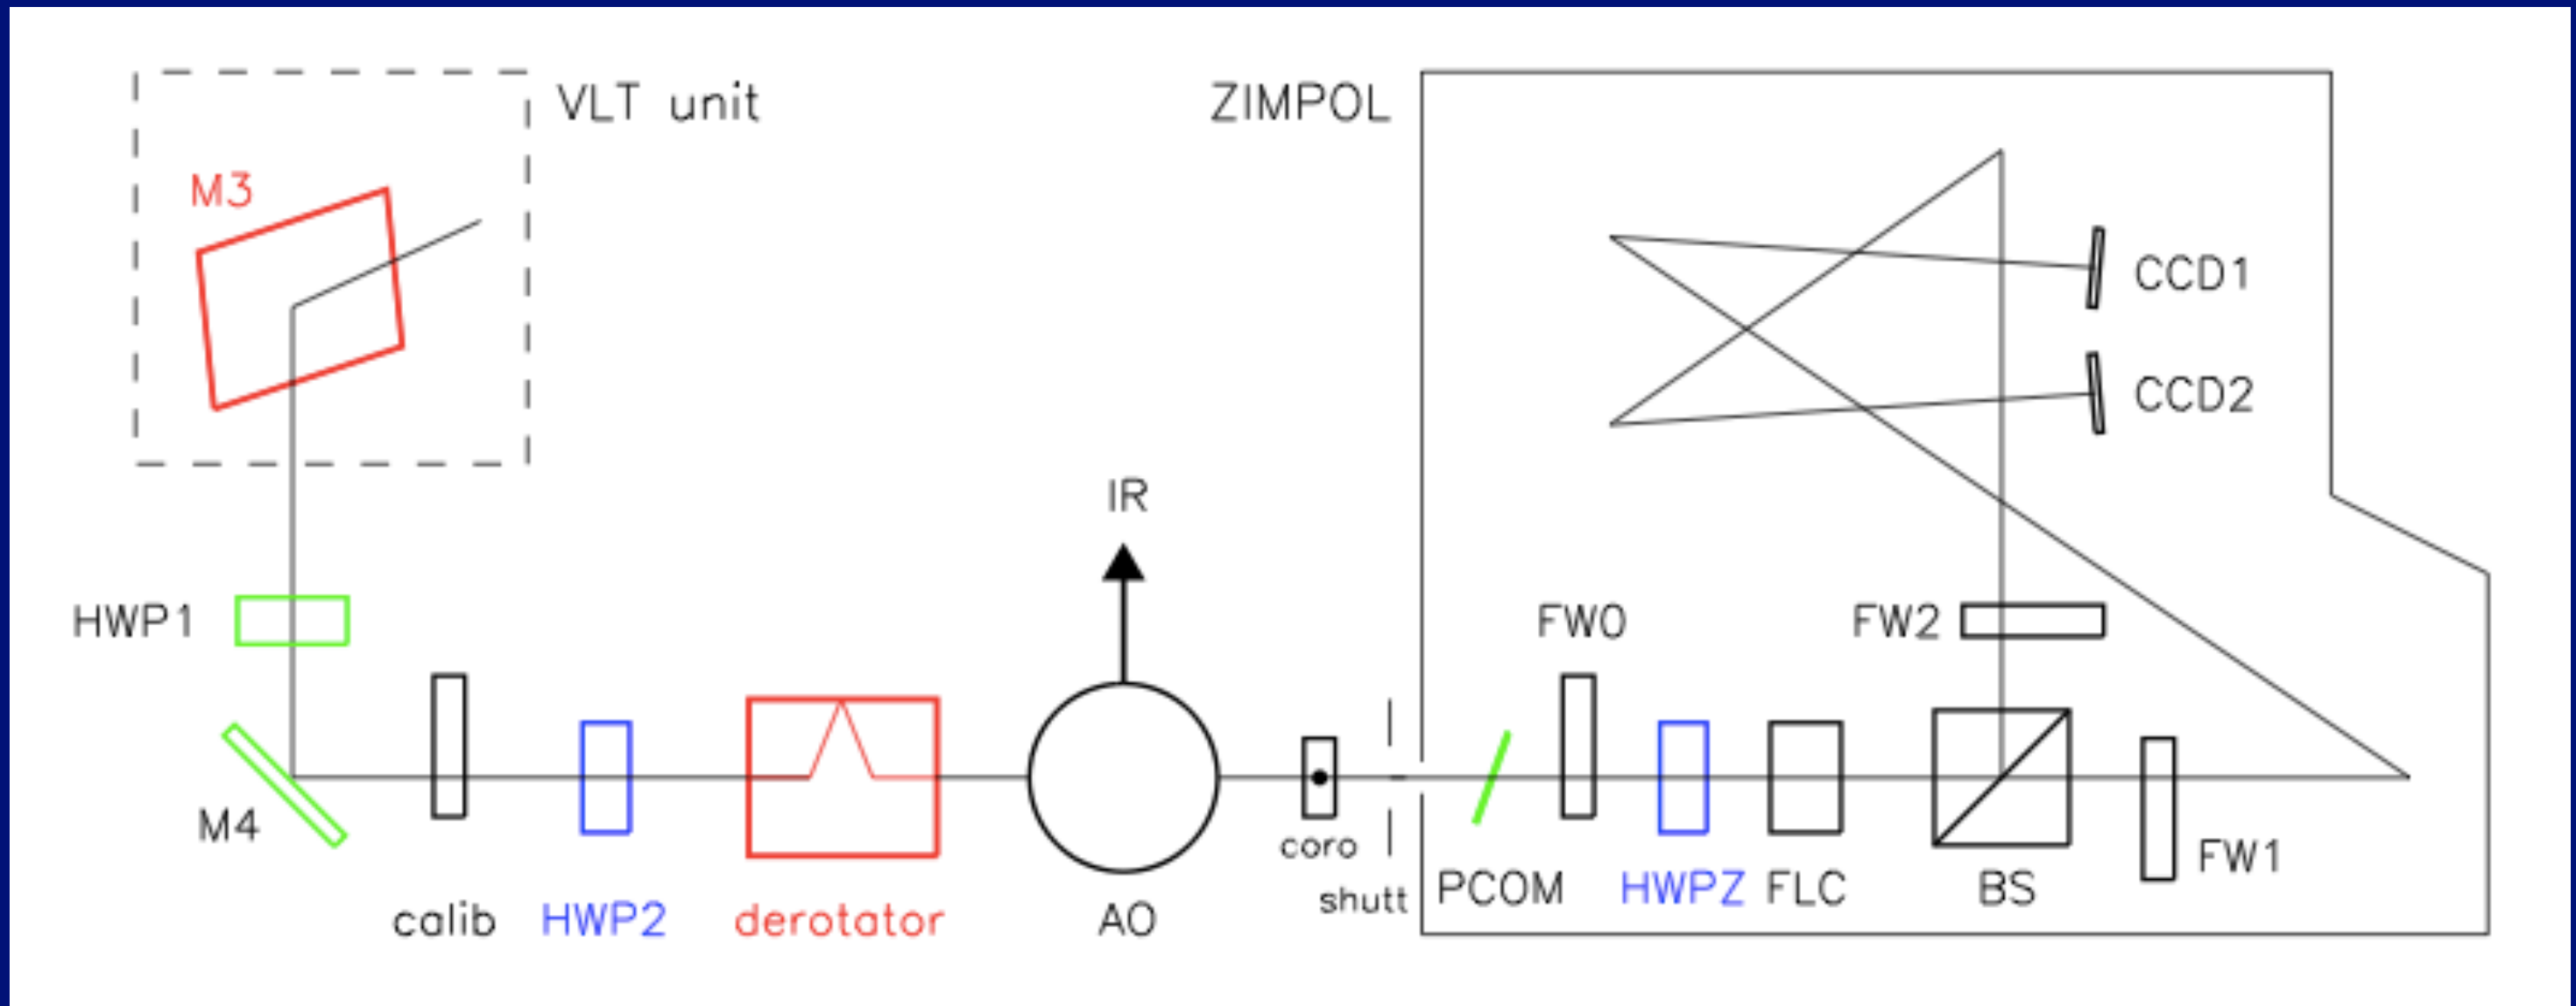 VLT unit
ZIMPOL
M3
CCD1
CCD2
IR
HWP1
FW0
FW2
M4
coro
FW1
calib
HWP2
derotator
AO
shutt
PCOM
HWPZ
FLC
BS